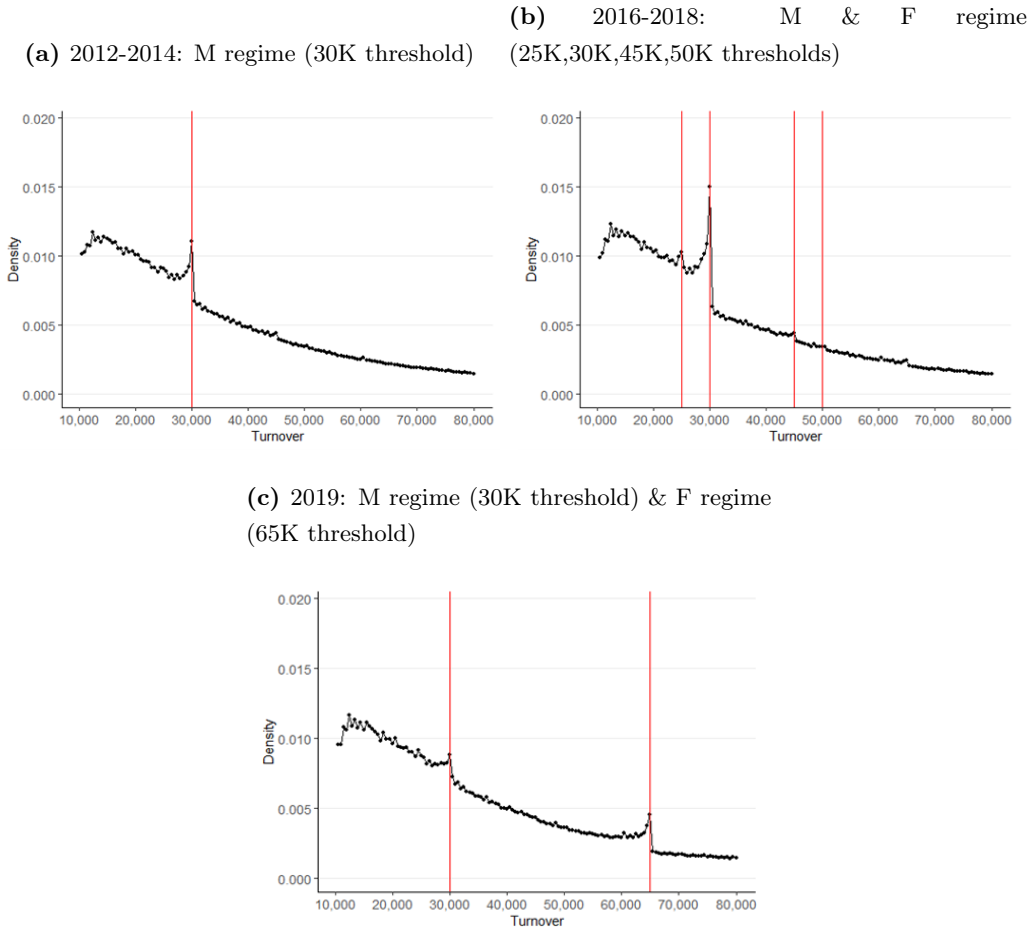 (a) 2012-2014: M regime (30K threshold)
(b) 2016-2018: M & F regime
(25K,30K,45K,50K thresholds)
0.020
0.015
0.010
0.005
0.000
Density
10,000 20,000 30,000 40,000 50,000 60,000 70,000 80,000
Turnover
0.020
0.015
0.010
0.005
0.000
Density
10,000 20,000 30,000 40,000 50,000 60,000 70,000 80,000
Turnover
(c) 2019: M regime (30K threshold) & F regime
(65K threshold)
0.020
0.015
0.010
0.005
0.000
Density
10,000 20,000 30,000 40,000 50,000 60,000 70,000 80,000
Turnover